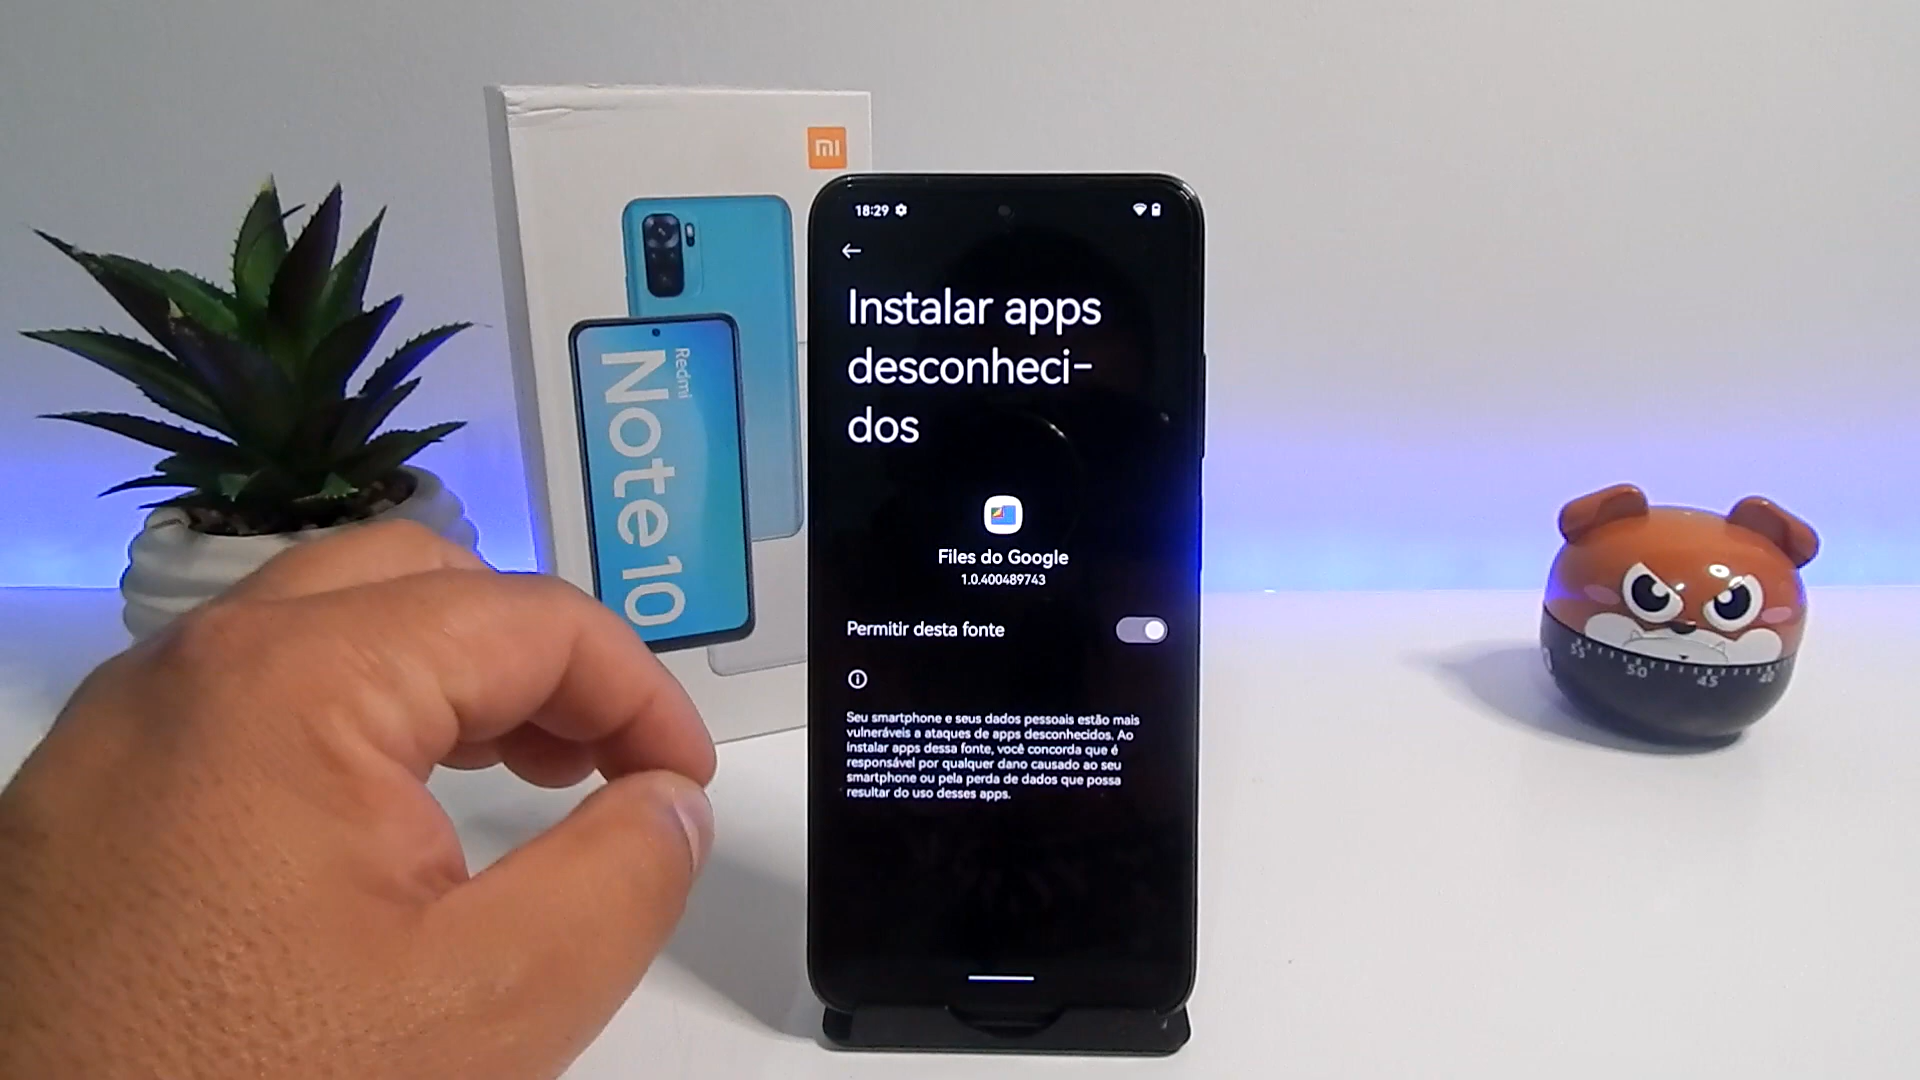 mi
Redmi
Note 10
18:29
Instalar apps
desconheci-
dos
Files do Google
1.0.400489743
Permitir desta fonte
Seu smartphone e seus dados pessoais estão mais
vulneráveis a ataques de apps desconhecidos. Ao
instalar apps dessa fonte, você concorda que é
responsável por qualquer dano causado ao seu
smartphone ou pela perda de dados que possa
resultar do uso desses apps.
55 50 45 40